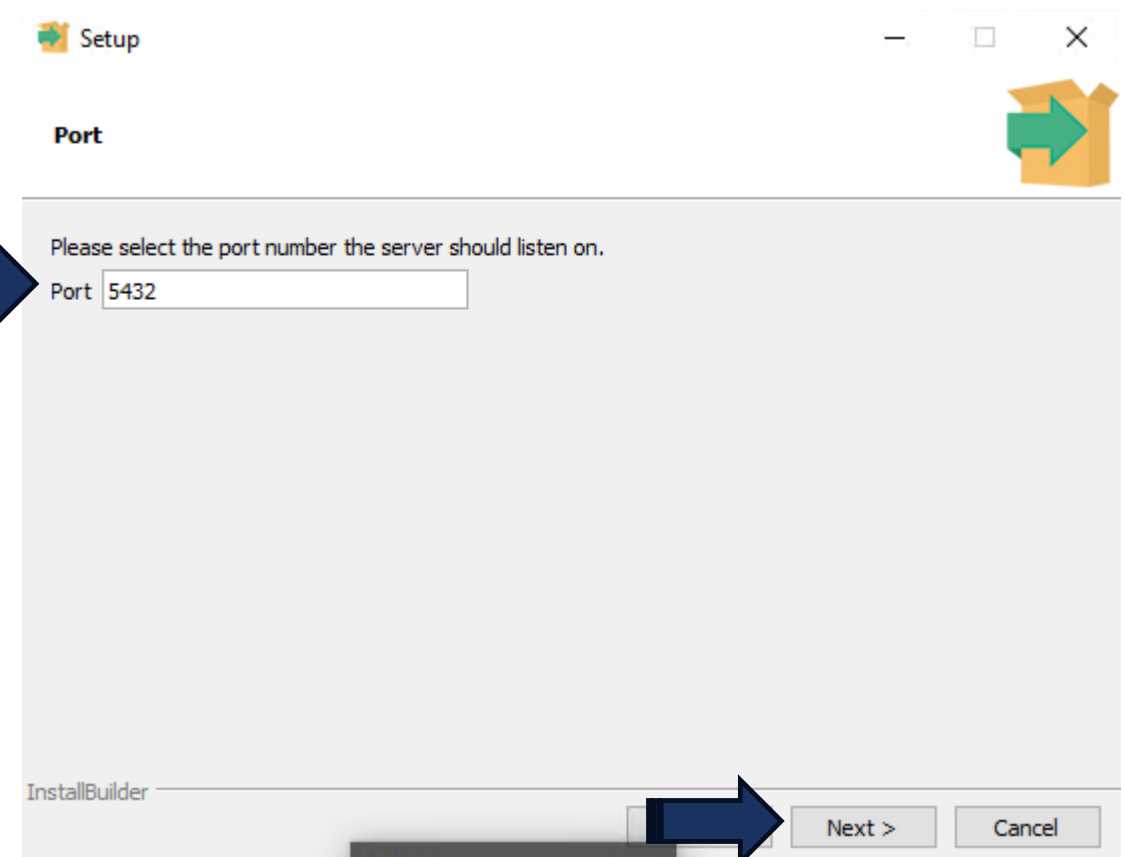 Setup
Port
Please select the port number the server should listen on.
Port 5432
InstallBuilder
Next >
Cancel